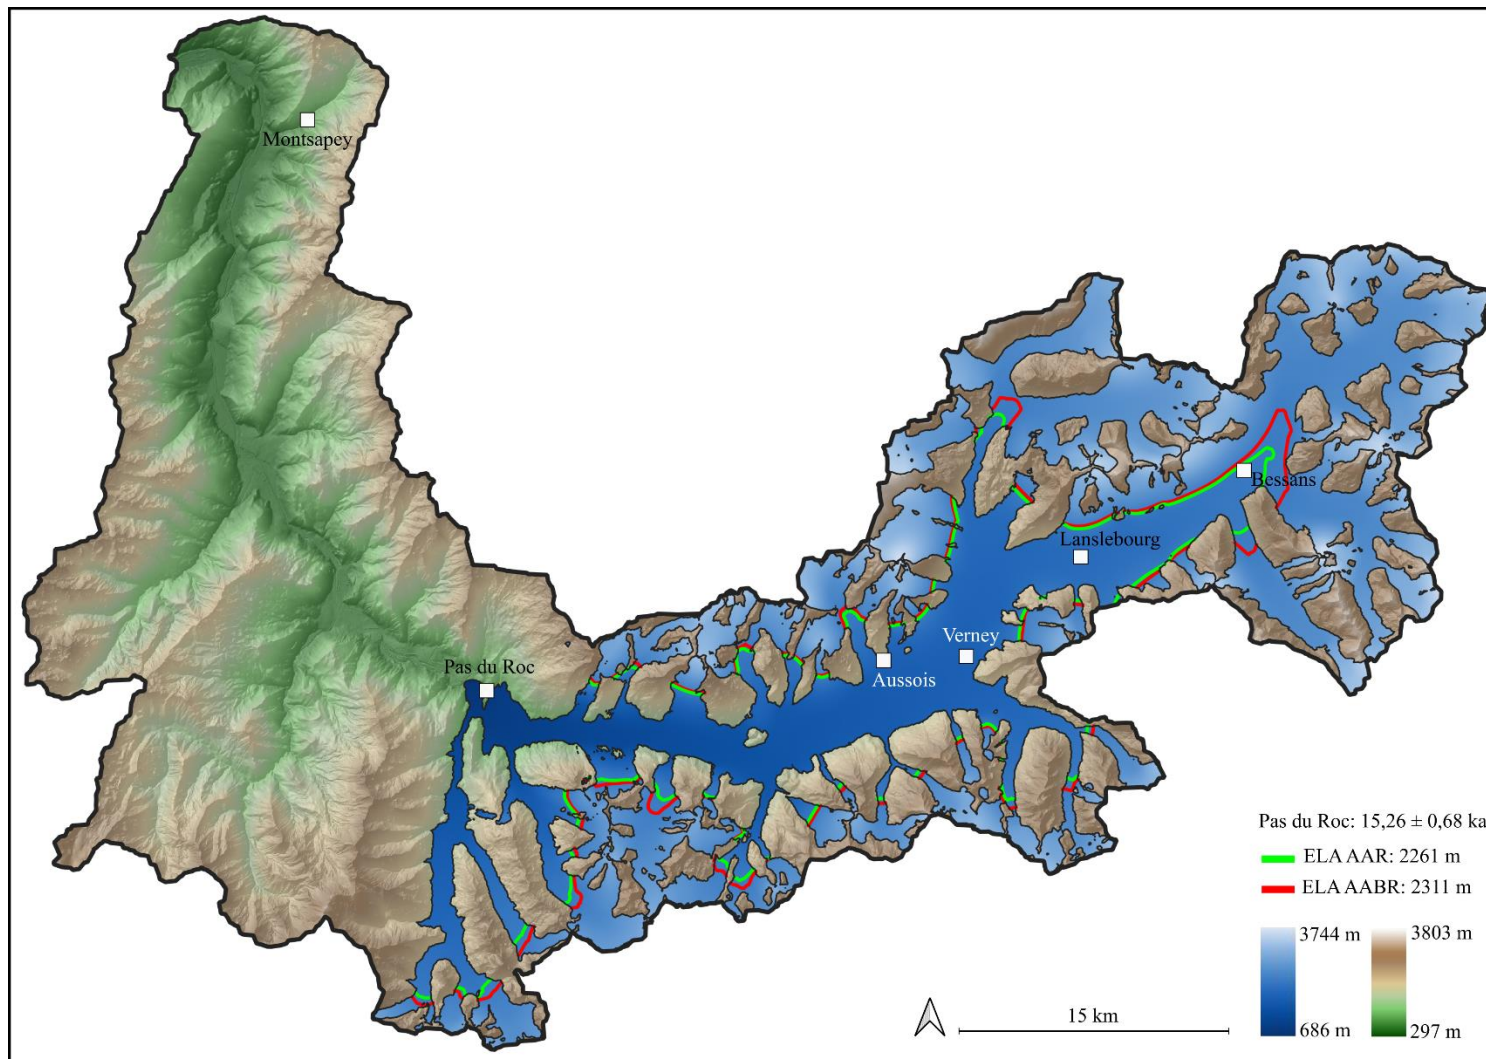 Montsapey
Bessans
Lanslebourg
Verney
Pas du Roc
Aussois
Pas du Roc: 15,26 ± 0,68 ka
ELA AAR: 2261 m
ELA AABR: 2311 m
3744 m
3803 m
15 km
686 m
297 m